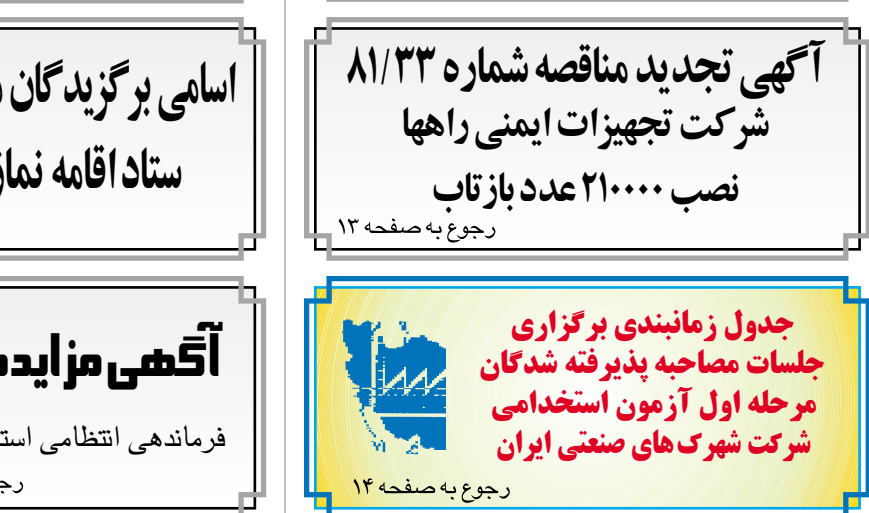 آگهی تجدید مناقصه شماره ۸۱/۳۳
شرکت تجهیزات ایمنی راهها
نصب ۲۱۰۰۰۰ عدد بازتاب
رجوع به صفحه ۱۳
جدول زمانبندی برگزاری
جلسات مصاحبه پذیرفته شدگان
مرحله اول آزمون استخدامی
شرکت شهرک‌های صنعتی ایران
رجوع به صفحه ۱۴
اسامی برگزیدگان
ستاد اقامه نماز
آگهی مزایده
فرماندهی انتظامی